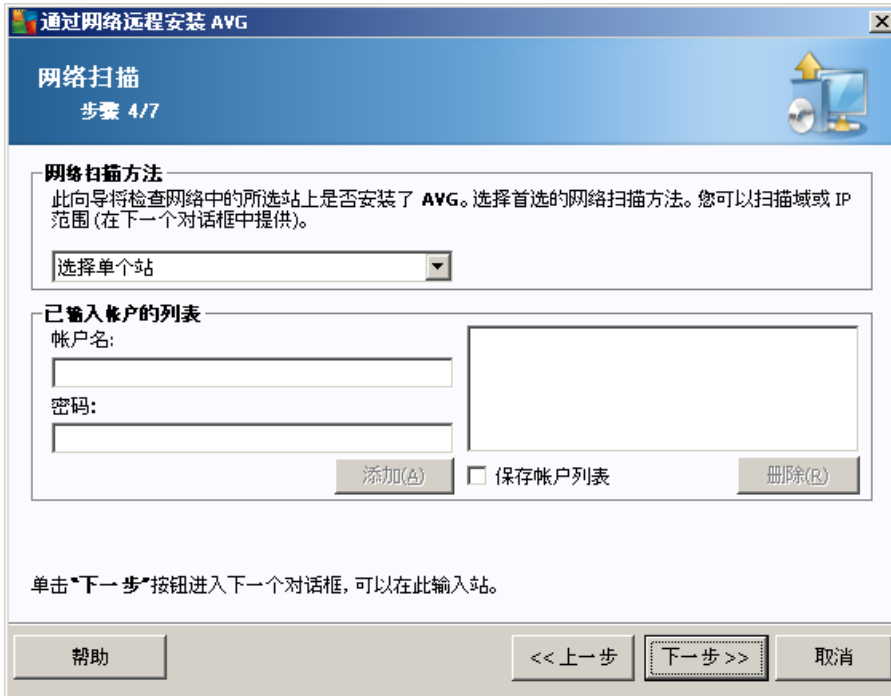 通过网络远程安装 AVG
网络扫描
步骤 4/7
网络扫描方法
此向导将检查网络中的所选站上是否安装了 AVG。选择首选的网络扫描方法。您可以扫描域或 IP
范围 (在下一个对话框中提供)。
选择单个站
已输入帐户的列表
帐户名:
密码:
添加(A)
保存帐户列表
删除(R)
单击"下一步"按钮进入下一个对话框, 可以在此输入站。
帮助
<< 上一步
下一步 >>
取消